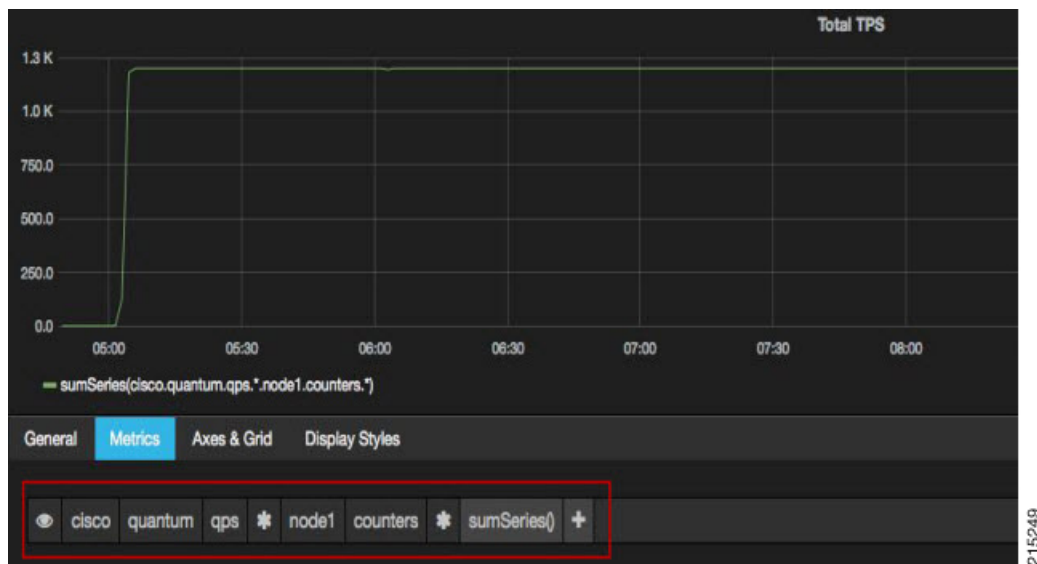 Total TPS
1.3 K
1.0 K
750.0
500.0
250.0
0.0
05:00 05:30 06:00 06:30 07:00 07:30 08:00
sumSeries(cisco.quantum.qps.*.node1.counters.*)
General Metrics Axes & Grid Display Styles
cisco quantum qps * node1 counters * sumSeries() +
215249